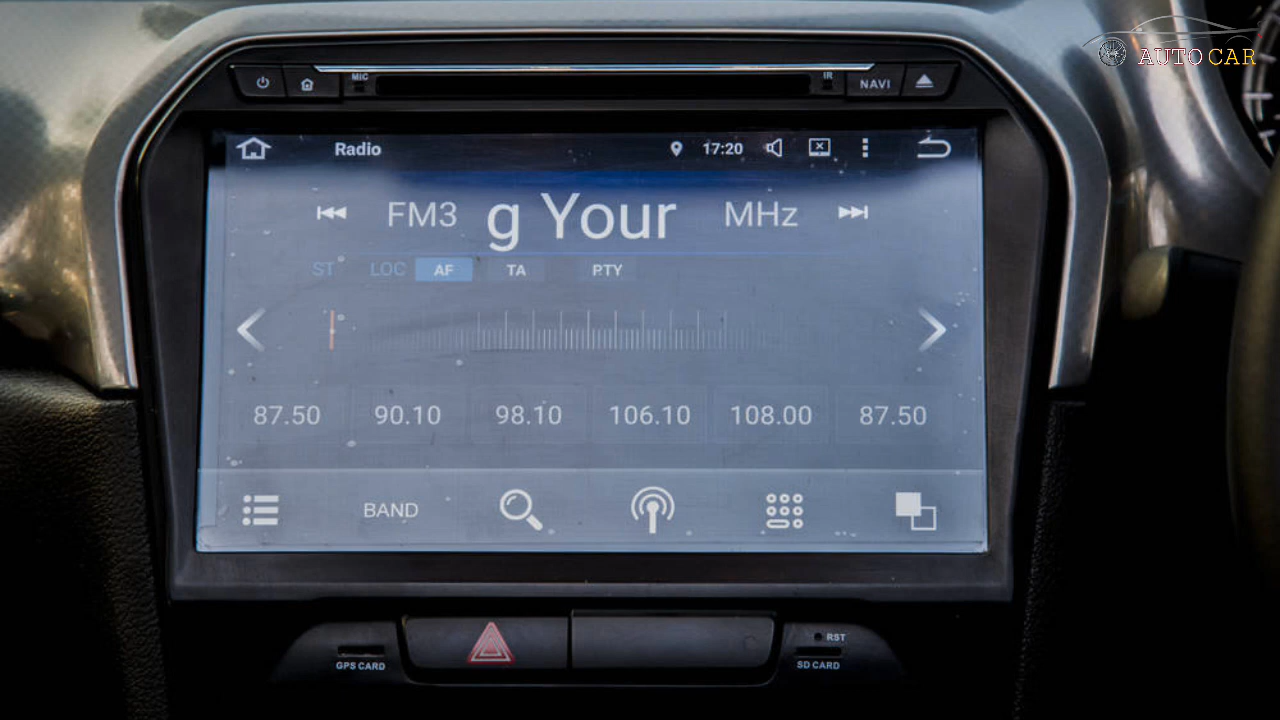 AUTO CAR
MIC
IR
NAVI
Radio
17:20
FM3 g Your MHz
ST LOC AF TA PTY
87.50 90.10 98.10 106.10 108.00 87.50
BAND
GPS CARD
RST
SD CARD